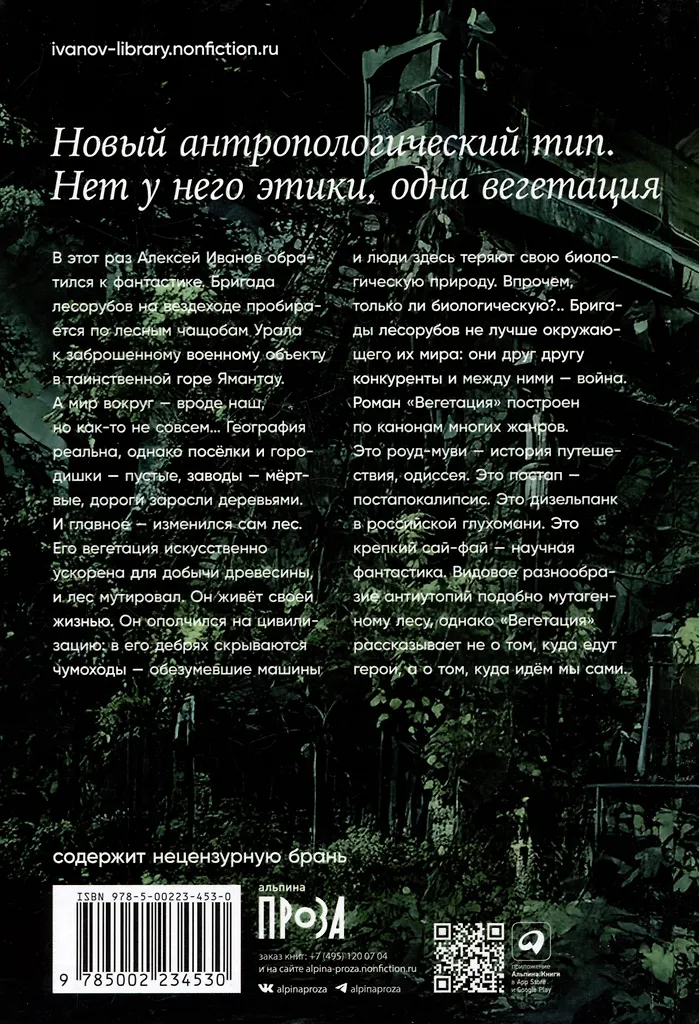 ivanov-library.nonfiction.ru
Новый антропологический тип.
Нет у него этики, одна вегетация
В этот раз Алексей Иванов обра-
тился к фантастике. Бригада
лесорубов на вездеходе пробира-
ется по лесным чащобам Урала
к заброшенному военному объекту
в таинственной горе Ямантау.
А мир вокруг — вроде наш,
но как-то не совсем... География
реальна, однако посёлки и горо-
дишки — пустые, заводы — мёрт-
вые, дороги заросли деревьями.
И главное — изменился сам лес.
Его вегетация искусственно
ускорена для добычи древесины,
и лес мутировал. Он живёт своей
жизнью. Он ополчился на цивили-
зацию: в его дебрях скрываются
чумоходы — обезумевшие машины,
и люди здесь теряют свою биоло-
гическую природу. Впрочем,
только ли биологическую?.. Брига-
ды лесорубов не лучше окружаю-
щего их мира: они друг другу
конкуренты и между ними — война.
Роман «Вегетация» построен
по канонам многих жанров.
Это роуд-муви — история путеше-
ствия, одиссея. Это постап —
постапокалипсис. Это дизельпанк
в российской глухомани. Это
крепкий сай-фай — научная
фантастика. Видовое разнообра-
зие антиутопий подобно мутаген-
ному лесу, однако «Вегетация»
рассказывает не о том, куда едут
герои, а о том, куда идём мы сами.
содержит нецензурную брань
ISBN 978-5-00223-453-0
9 785002 234530
альпина
ПРОЗА
заказ книг: +7 (495) 120 07 04
и на сайте alpina-proza.nonfiction.ru
alpinaproza
alpinaproza
приложение
Альпина.Книги
в App Store
и Google Play